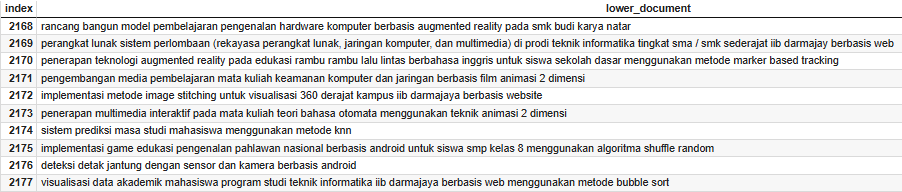 index lower_document
2168 rancang bangun model pembelajaran pengenalan hardware komputer berbasis augmented reality pada smk budi karya natar
2169 perangkat lunak sistem perlombaan (rekayasa perangkat lunak, jaringan komputer, dan multimedia) di prodi teknik informatika tingkat sma / smk sederajat iib darmajay berbasis web
2170 penerapan teknologi augmented reality pada edukasi rambu rambu lalu lintas berbahasa inggris untuk siswa sekolah dasar menggunakan metode marker based tracking
2171 pengembangan media pembelajaran mata kuliah keamanan komputer dan jaringan berbasis film animasi 2 dimensi
2172 implementasi metode image stitching untuk visualisasi 360 derajat kampus iib darmajaya berbasis website
2173 penerapan multimedia interaktif pada mata kuliah teori bahasa otomata menggunakan teknik animasi 2 dimensi
2174 sistem prediksi masa studi mahasiswa menggunakan metode knn
2175 implementasi game edukasi pengenalan pahlawan nasional berbasis android untuk siswa smp kelas 8 menggunakan algoritma shuffle random
2176 deteksi detak jantung dengan sensor dan kamera berbasis android
2177 visualisasi data akademik mahasiswa program studi teknik informatika iib darmajaya berbasis web menggunakan metode bubble sort